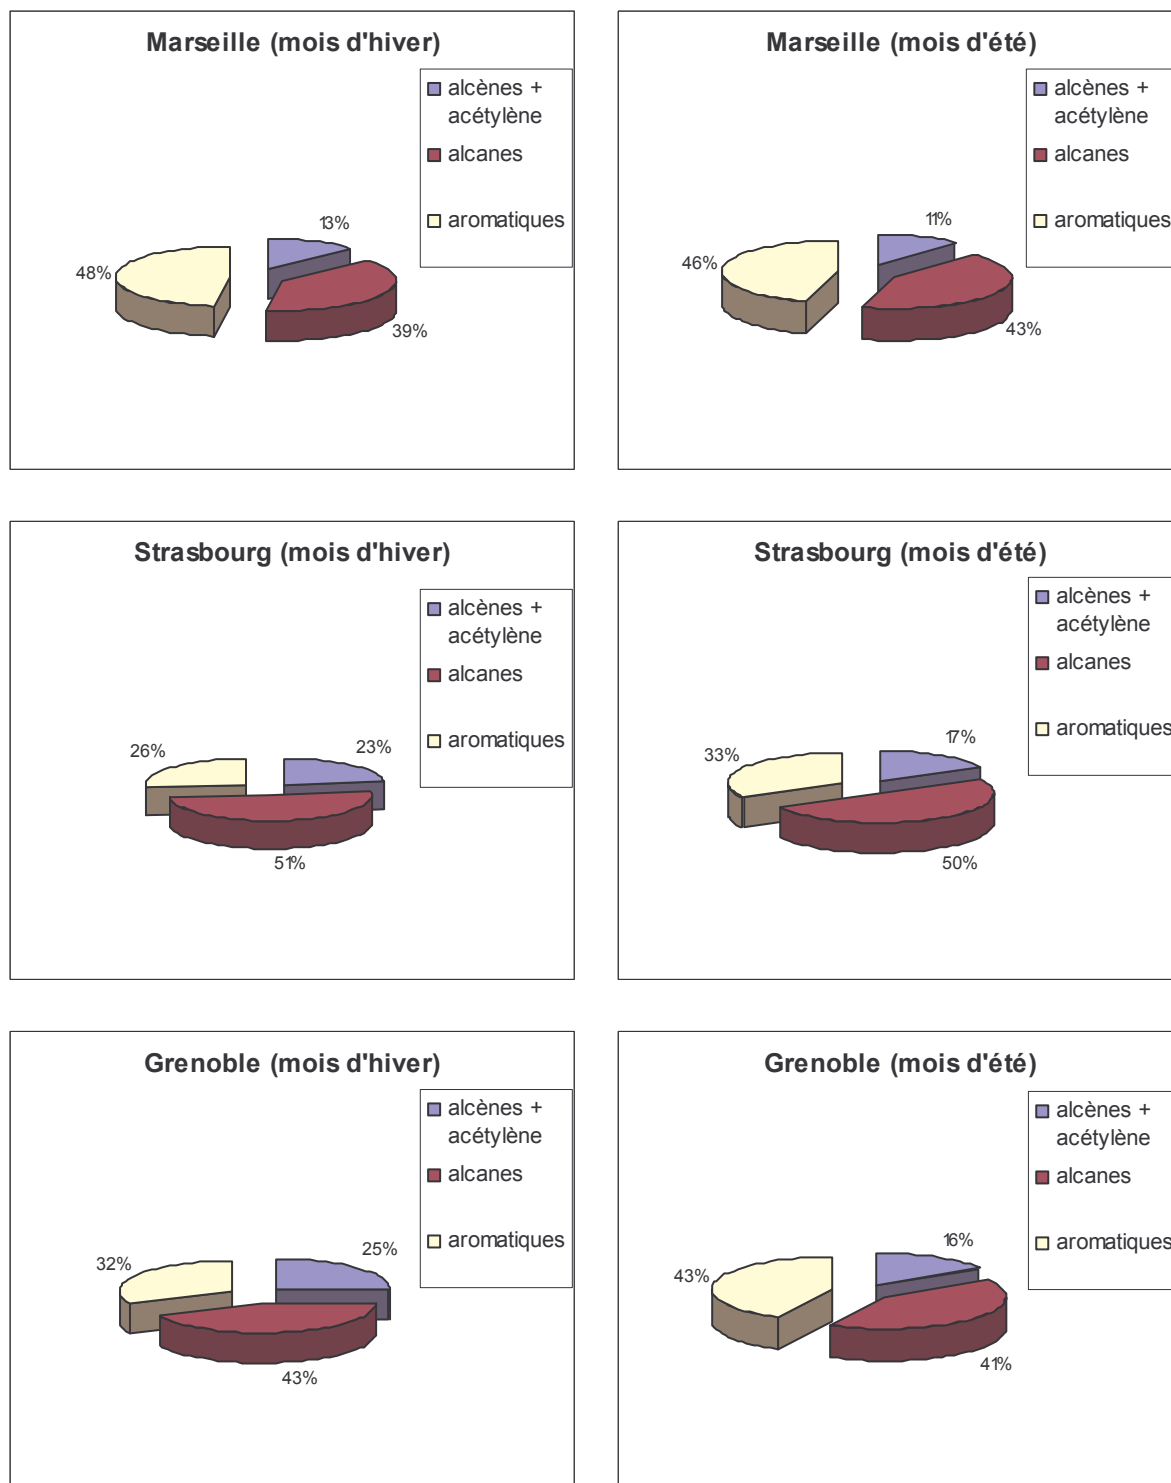 Marseille (mois d'hiver)
alcènes +
acétylène
alcanes
aromatiques
13%
48%
39%
Marseille (mois d'été)
alcènes +
acétylène
alcanes
aromatiques
11%
46%
43%
Strasbourg (mois d'hiver)
alcènes +
acétylène
alcanes
aromatiques
26%
23%
51%
Strasbourg (mois d'été)
alcènes +
acétylène
alcanes
aromatiques
17%
33%
50%
Grenoble (mois d'hiver)
alcènes +
acétylène
alcanes
aromatiques
25%
32%
43%
Grenoble (mois d'été)
alcènes +
acétylène
alcanes
aromatiques
16%
43%
41%